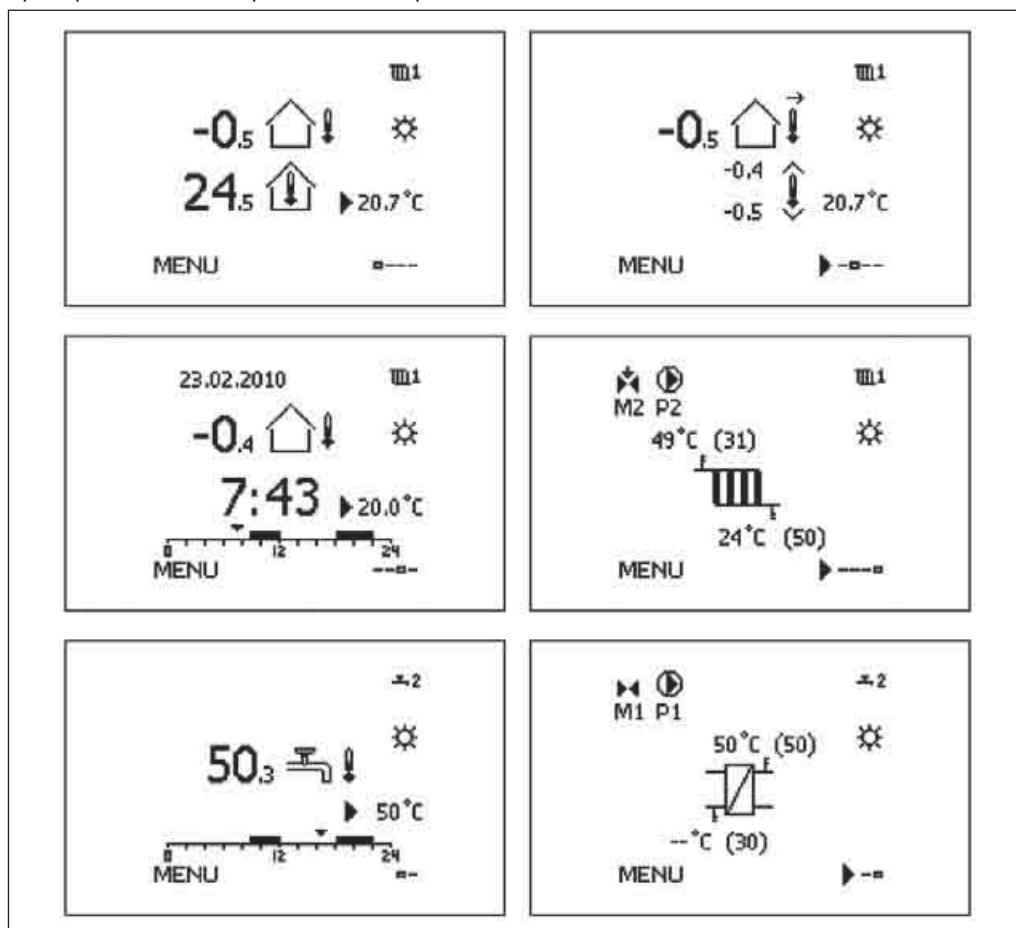 1
-0.5
24.5
20.7°C
MENU
1
-0.5
-0.4
-0.5
20.7°C
MENU
23.02.2010
1
-0.4
7:43
20.0°C
0 12 24
MENU
M2 P2
1
49°C (31)
24°C (50)
MENU
2
50.3
50°C
0 12 24
MENU
M1 P1
2
50°C (50)
--°C (30)
MENU